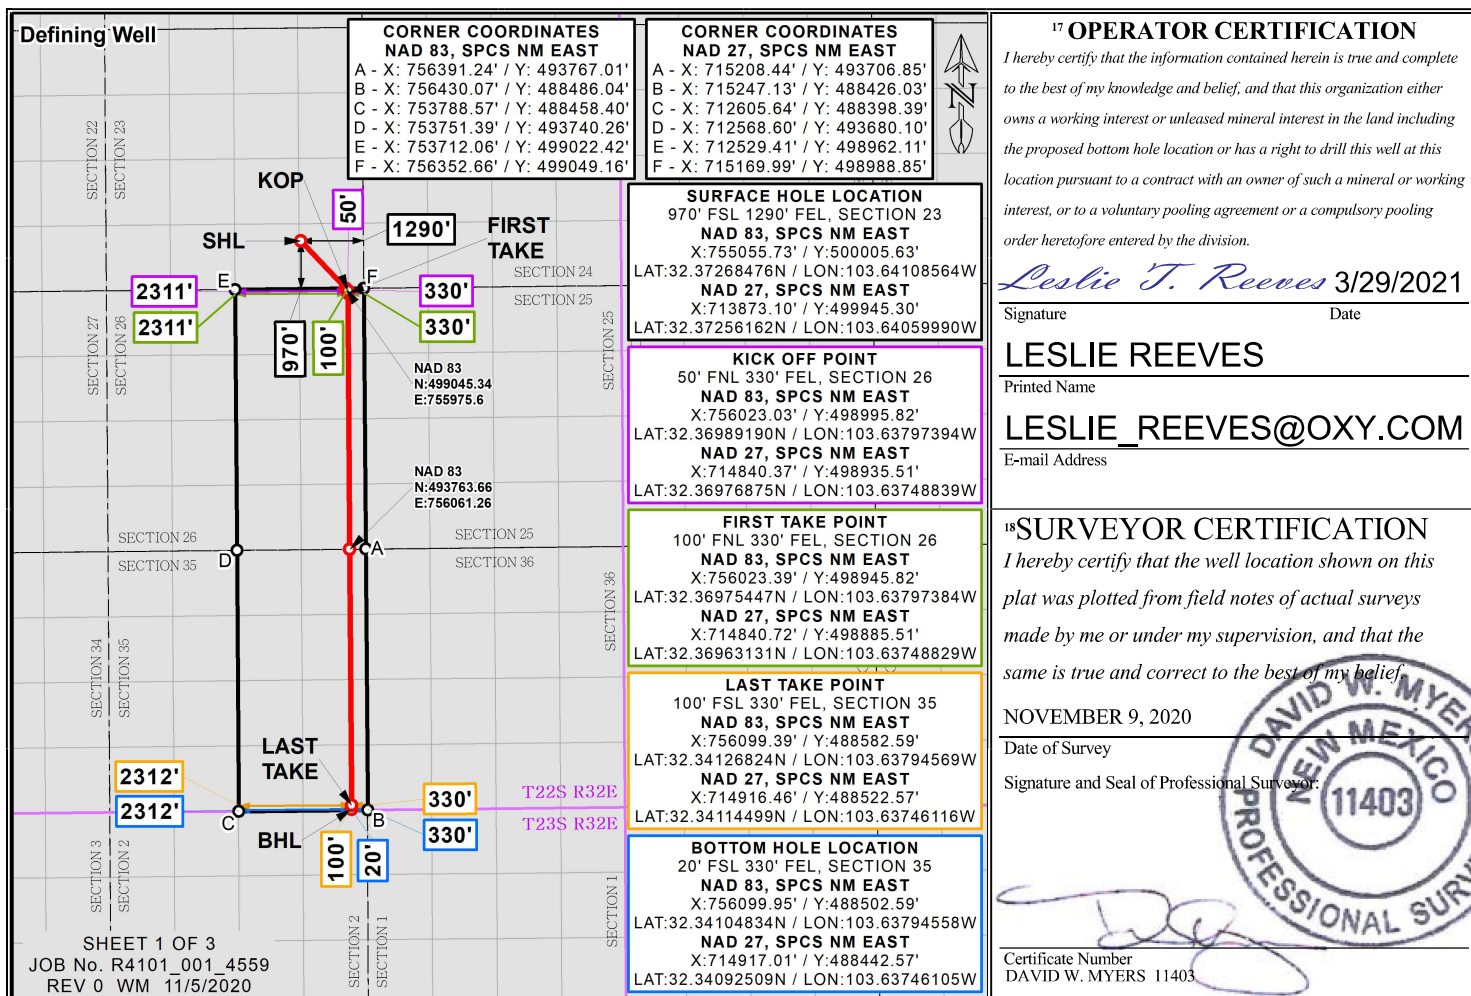 Defining Well
CORNER COORDINATES
NAD 83, SPCS NM EAST
A - X: 756391.24' / Y: 493767.01'
B - X: 756430.07' / Y: 488486.04'
C - X: 753788.57' / Y: 488458.40'
D - X: 753751.39' / Y: 493740.26'
E - X: 753712.06' / Y: 499022.42'
F - X: 756352.66' / Y: 499049.16'
CORNER COORDINATES
NAD 27, SPCS NM EAST
A - X: 715208.44' / Y: 493706.85'
B - X: 715247.13' / Y: 488426.03'
C - X: 712605.64' / Y: 488398.39'
D - X: 712568.60' / Y: 493680.10'
E - X: 712529.41' / Y: 498962.11'
F - X: 715169.99' / Y: 498988.85'
N
SECTION 22
SECTION 23
KOP
50'
SHL
1290'
FIRST
TAKE
SECTION 24
SECTION 25
E
F
2311'
330'
2311'
330'
970'
100'
SECTION 27
SECTION 26
SECTION 25
NAD 83
N:499045.34
E:755975.6
NAD 83
N:493763.66
E:756061.26
SECTION 26
SECTION 35
D
A
SECTION 25
SECTION 36
SECTION 36
SECTION 34
SECTION 35
LAST
TAKE
2312'
330'
T22S R32E
2312'
330'
T23S R32E
C
B
BHL
100'
20'
SECTION 3
SECTION 2
SECTION 2
SECTION 1
SECTION 1
SHEET 1 OF 3
JOB No. R4101_001_4559
REV 0 WM 11/5/2020
SURFACE HOLE LOCATION
970' FSL 1290' FEL, SECTION 23
NAD 83, SPCS NM EAST
X:755055.73' / Y:500005.63'
LAT:32.37268476N / LON:103.64108564W
NAD 27, SPCS NM EAST
X:713873.10' / Y:499945.30'
LAT:32.37256162N / LON:103.64059990W
KICK OFF POINT
50' FNL 330' FEL, SECTION 26
NAD 83, SPCS NM EAST
X:756023.03' / Y:498995.82'
LAT:32.36989190N / LON:103.63797394W
NAD 27, SPCS NM EAST
X:714840.37' / Y:498935.51'
LAT:32.36976875N / LON:103.63748839W
FIRST TAKE POINT
100' FNL 330' FEL, SECTION 26
NAD 83, SPCS NM EAST
X:756023.39' / Y:498945.82'
LAT:32.36975447N / LON:103.63797384W
NAD 27, SPCS NM EAST
X:714840.72' / Y:498885.51'
LAT:32.36963131N / LON:103.63748829W
LAST TAKE POINT
100' FSL 330' FEL, SECTION 35
NAD 83, SPCS NM EAST
X:756099.39' / Y:488582.59'
LAT:32.34126824N / LON:103.63794569W
NAD 27, SPCS NM EAST
X:714916.46' / Y:488522.57'
LAT:32.34114499N / LON:103.63746116W
BOTTOM HOLE LOCATION
20' FSL 330' FEL, SECTION 35
NAD 83, SPCS NM EAST
X:756099.95' / Y:488502.59'
LAT:32.34104834N / LON:103.63794558W
NAD 27, SPCS NM EAST
X:714917.01' / Y:488442.57'
LAT:32.34092509N / LON:103.63746105W
17 OPERATOR CERTIFICATION
I hereby certify that the information contained herein is true and complete
to the best of my knowledge and belief, and that this organization either
owns a working interest or unleased mineral interest in the land including
the proposed bottom hole location or has a right to drill this well at this
location pursuant to a contract with an owner of such a mineral or working
interest, or to a voluntary pooling agreement or a compulsory pooling
order heretofore entered by the division.
Leslie T. Reeves 3/29/2021
Signature Date
LESLIE REEVES
Printed Name
LESLIE_REEVES@OXY.COM
E-mail Address
18 SURVEYOR CERTIFICATION
I hereby certify that the well location shown on this
plat was plotted from field notes of actual surveys
made by me or under my supervision, and that the
same is true and correct to the best of my belief.
NOVEMBER 9, 2020
Date of Survey
Signature and Seal of Professional Surveyor:
DAVID W. MYERS
NEW MEXICO
11403
PROFESSIONAL SURV
Certificate Number
DAVID W. MYERS 11403